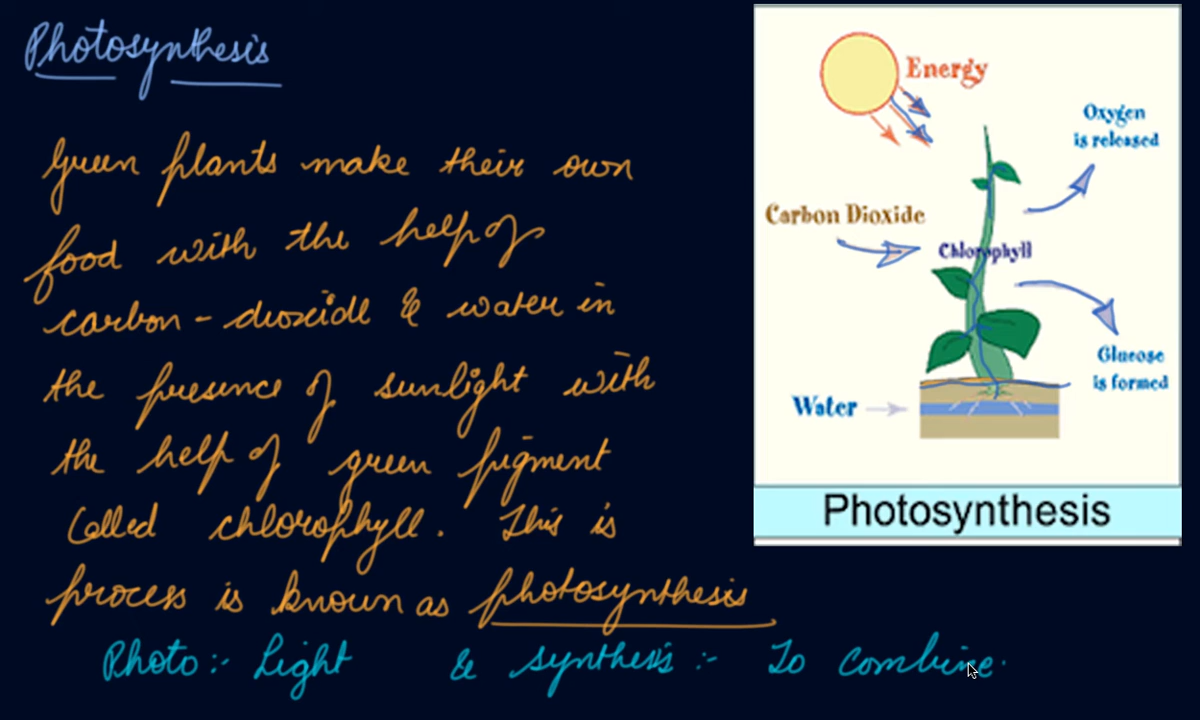 Photosynthesis
Green plants make their own
food with the help of
carbon - dioxide & water in
the presence of sunlight with
the help of green pigment
Called chlorophyll. This is
process is known as photosynthesis
Photo :- Light & synthesis :- To combine.
Energy
Oxygen
is released
Carbon Dioxide
Chlorophyll
Glucose
is formed
Water
Photosynthesis